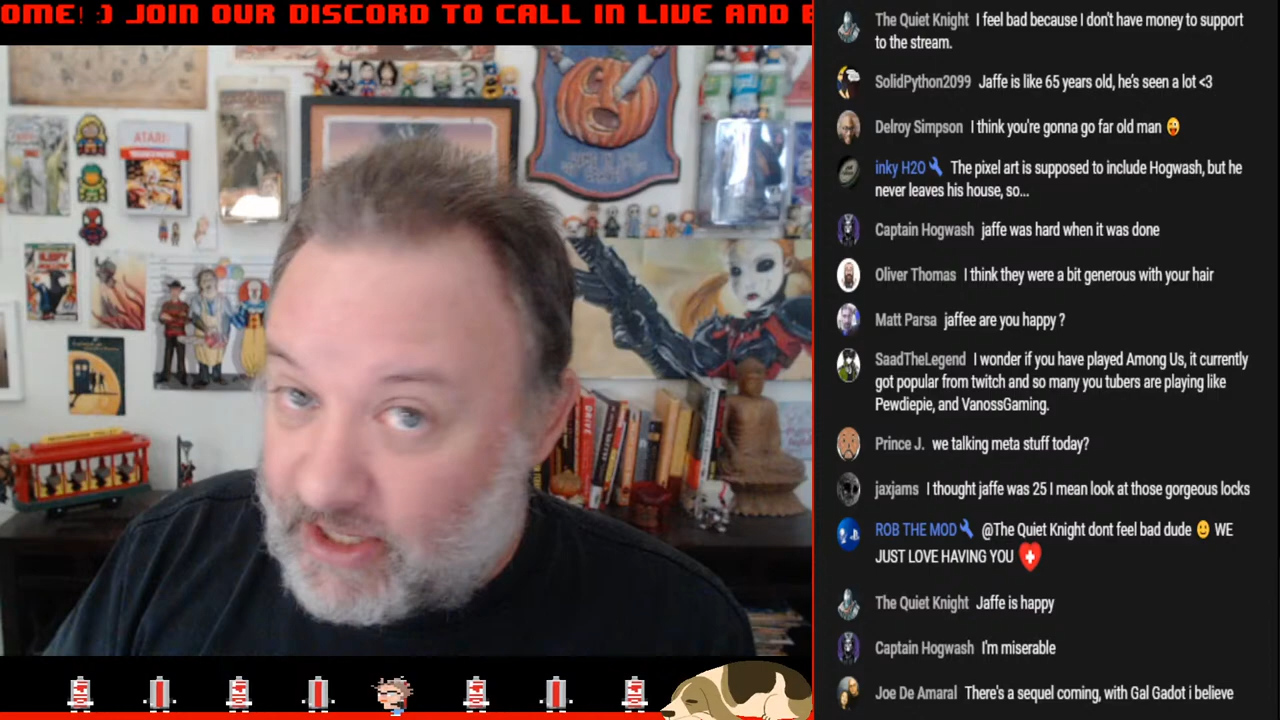 OME! :) JOIN OUR DISCORD TO CALL IN LIVE AND
The Quiet Knight I feel bad because I don't have money to support
to the stream.
SolidPython2099 Jaffe is like 65 years old, he's seen a lot <3
Delroy Simpson I think you're gonna go far old man 😜
inky H2O 🔧 The pixel art is supposed to include Hogwash, but he
never leaves his house, so...
Captain Hogwash jaffe was hard when it was done
Oliver Thomas I think they were a bit generous with your hair
Matt Parsa jaffee are you happy ?
SaadTheLegend I wonder if you have played Among Us, it currently
got popular from twitch and so many you tubers are playing like
Pewdiepie, and VanossGaming.
Prince J. we talking meta stuff today?
jaxjams I thought jaffe was 25 I mean look at those gorgeous locks
ROB THE MOD 🔧 @The Quiet Knight dont feel bad dude 🙂 WE
JUST LOVE HAVING YOU
The Quiet Knight Jaffe is happy
Captain Hogwash I'm miserable
Joe De Amaral There's a sequel coming, with Gal Gadot i believe
ATARI
SLEEPY
HOLLOW
DRIVE